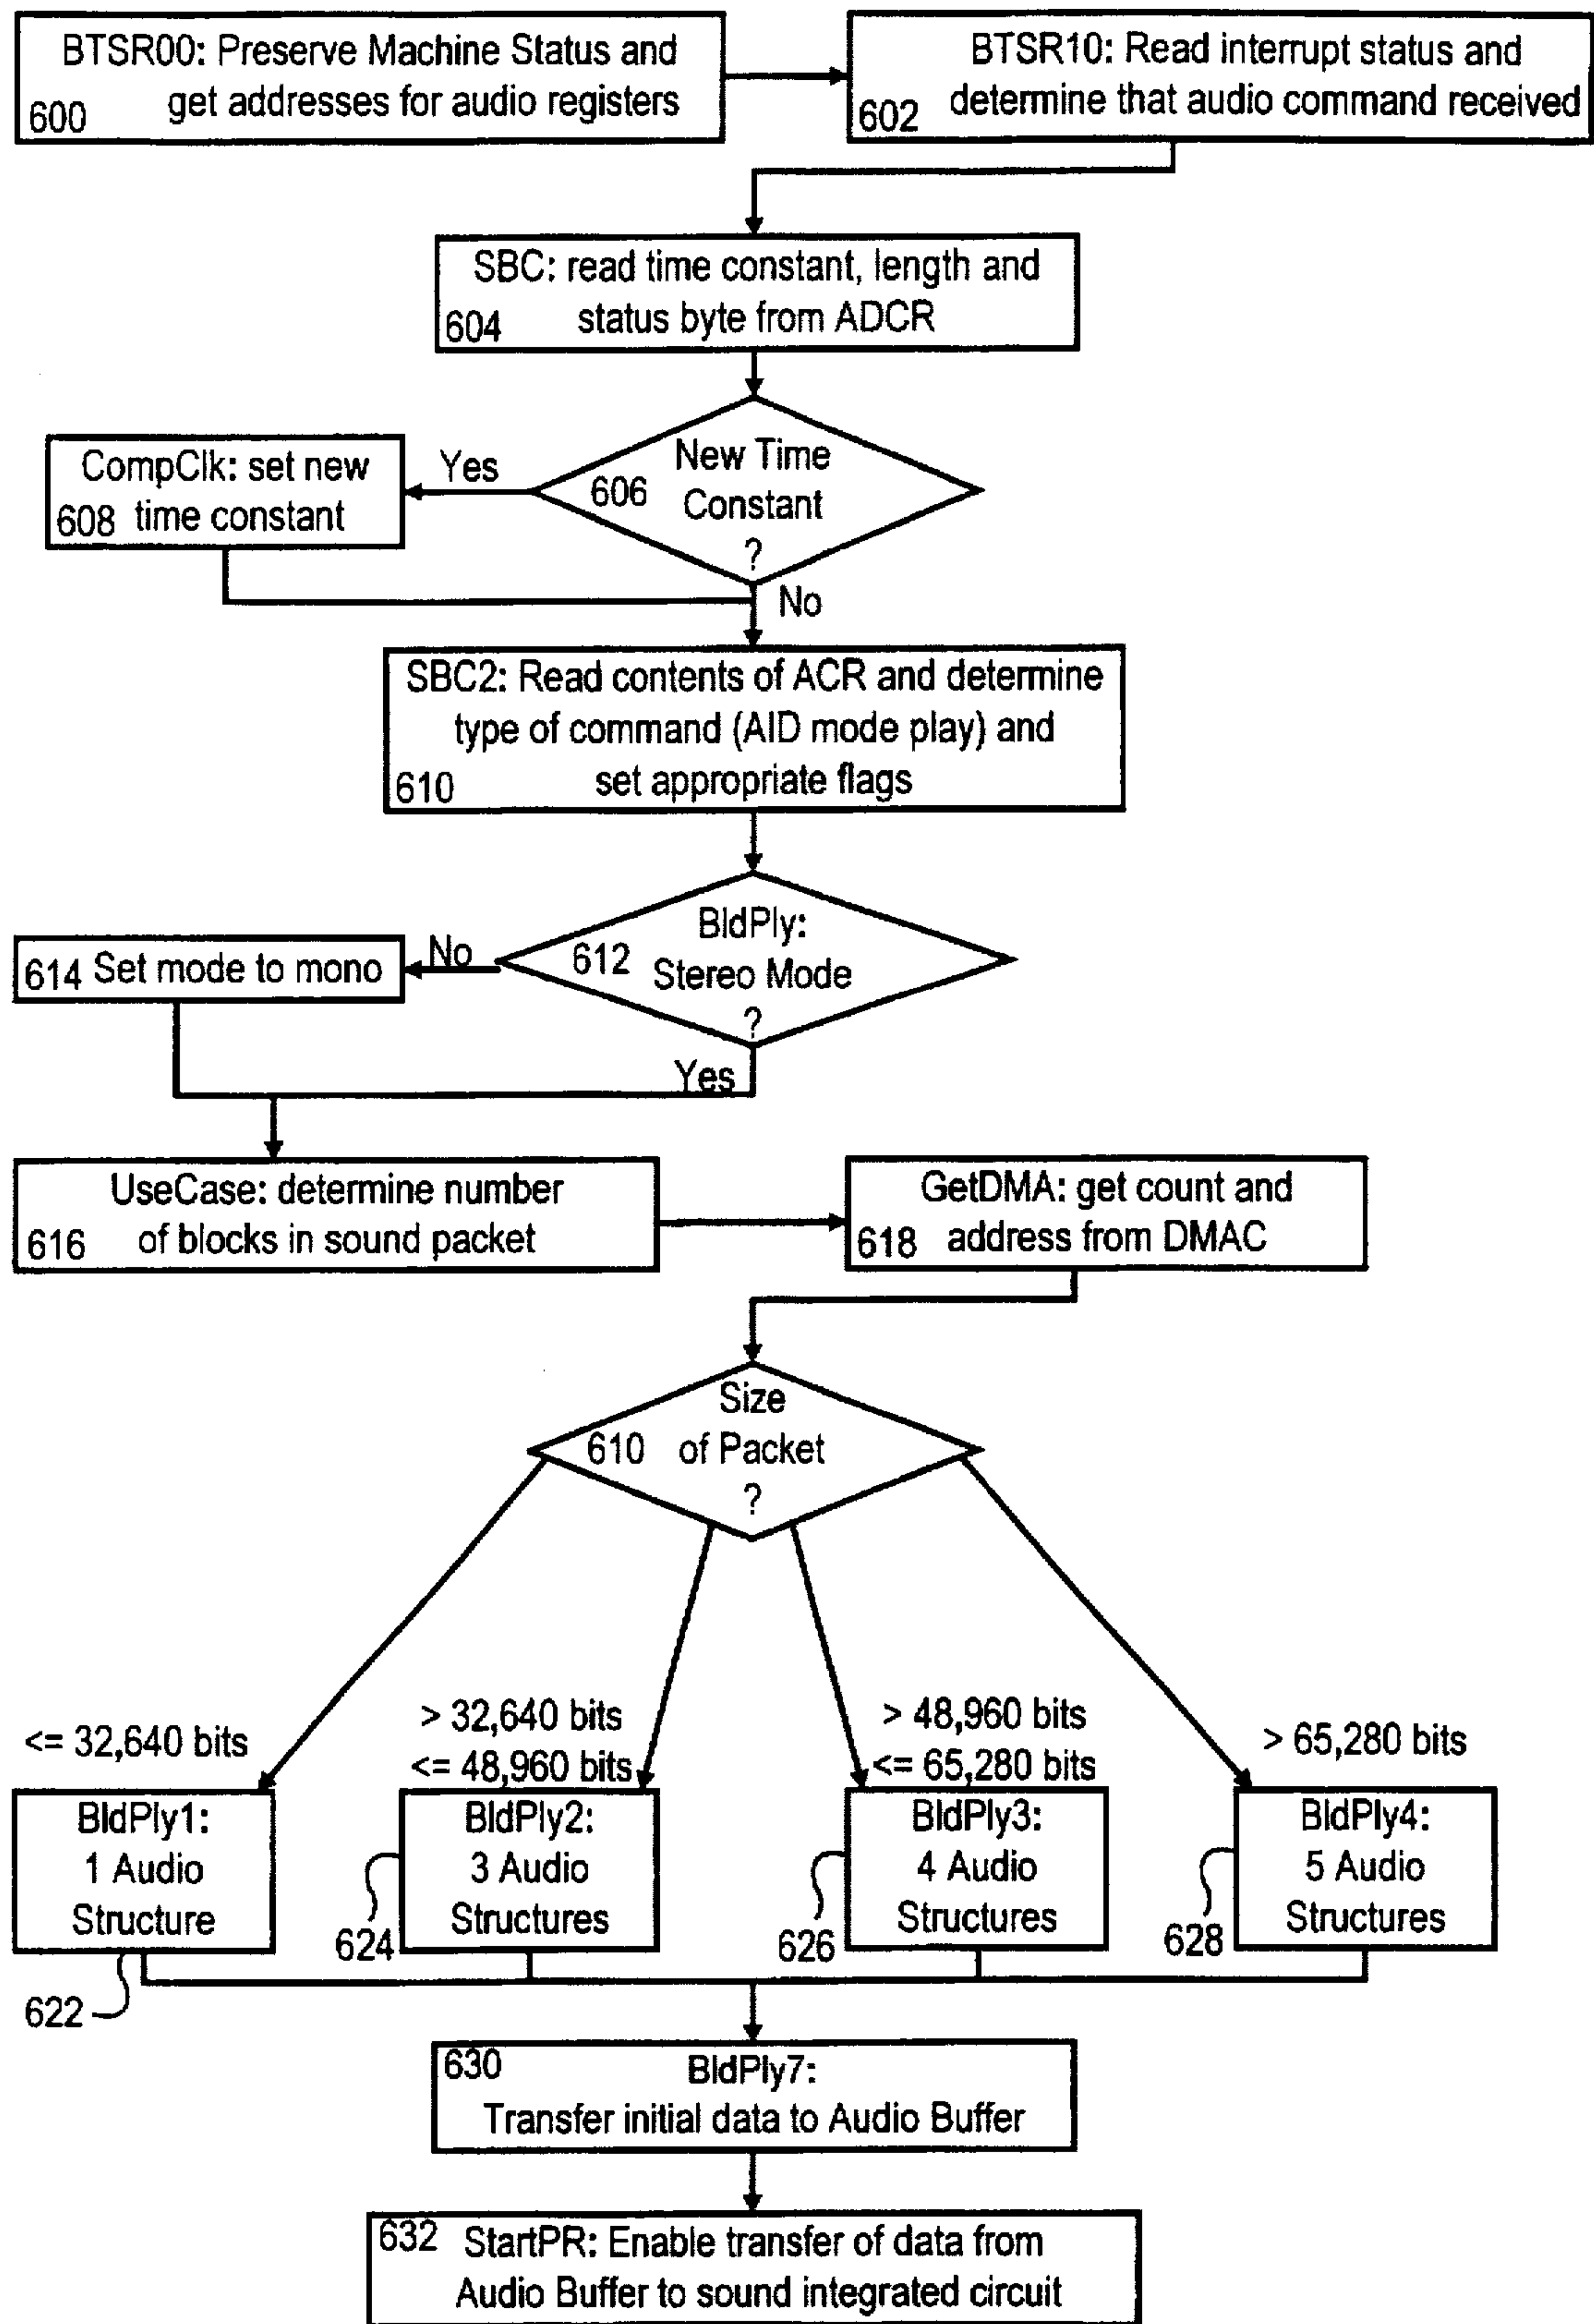 BTSR00: Preserve Machine Status and
600 get addresses for audio registers
BTSR10: Read interrupt status and
602 determine that audio command received
SBC: read time constant, length and
604 status byte from ADCR
New Time
606 Constant
?
Yes
CompClk: set new
608 time constant
No
SBC2: Read contents of ACR and determine
type of command (AID mode play) and
610 set appropriate flags
BldPly:
612 Stereo Mode
?
No
614 Set mode to mono
Yes
UseCase: determine number
616 of blocks in sound packet
GetDMA: get count and
618 address from DMAC
Size
610 of Packet
?
<= 32,640 bits
> 32,640 bits
<= 48,960 bits
> 48,960 bits
<= 65,280 bits
> 65,280 bits
BldPly1:
1 Audio
Structure
622
BldPly2:
3 Audio
Structures
624
BldPly3:
4 Audio
Structures
626
BldPly4:
5 Audio
Structures
628
630 BldPly7:
Transfer initial data to Audio Buffer
632 StartPR: Enable transfer of data from
Audio Buffer to sound integrated circuit